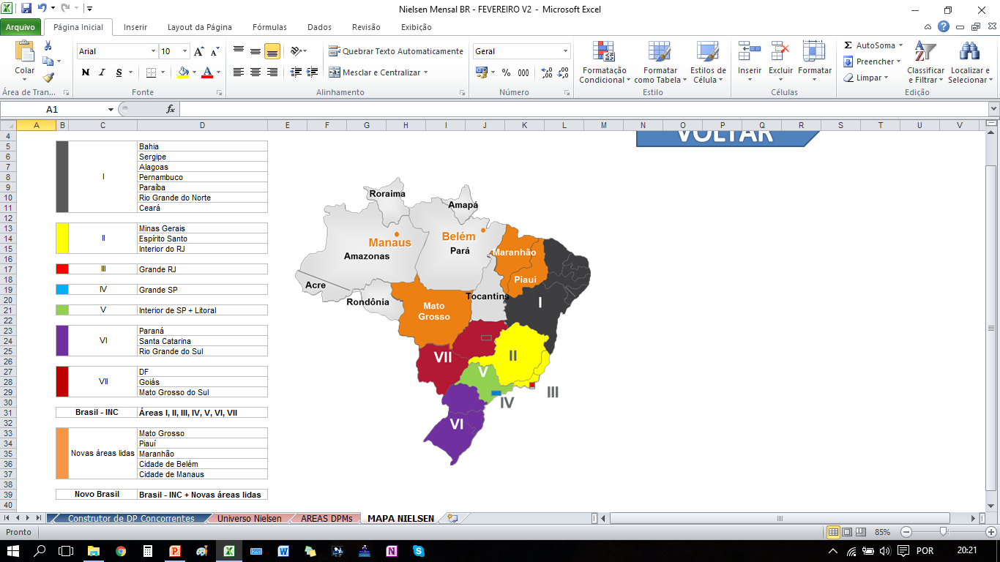 Nielsen Mensal BR - FEVEREIRO V2 - Microsoft Excel
Arquivo Página Inicial Inserir Layout da Página Fórmulas Dados Revisão Exibição
Colar
Arial 10
N I S
Quebrar Texto Automaticamente
Mesclar e Centralizar
Geral
% 000
Formatação Condicional
Formatar como Tabela
Estilos de Célula
Inserir Excluir Formatar
AutoSoma
Preencher
Limpar
Classificar e Filtrar
Localizar e Selecionar
Área de Tran... Fonte Alinhamento Número Estilo Células Edição
A1 fx
A B C D E F G H I J K L M N O P Q R S T U V
4
VOLTAR
5 Bahia
6 Sergipe
7 Alagoas
8 I Pernambuco
9 Paraíba
10 Rio Grande do Norte
11 Ceará
12
13 Minas Gerais
14 II Espírito Santo
15 Interior do RJ
16
17 III Grande RJ
18
19 IV Grande SP
20
21 V Interior de SP + Litoral
22
23 Paraná
24 VI Santa Catarina
25 Rio Grande do Sul
26
27 DF
28 VII Goiás
29 Mato Grosso do Sul
30
31 Brasil - INC Áreas I, II, III, IV, V, VI, VII
32
33 Mato Grosso
34 Piauí
35 Novas áreas lidas Maranhão
36 Cidade de Belém
37 Cidade de Manaus
38
39 Novo Brasil Brasil - INC + Novas áreas lidas
40
Roraima
Amapá
Manaus
Belém
Amazonas
Pará
Maranhão
Acre
Piaui
Rondônia
Tocantins
Mato
Grosso
I
VII
II
V
III
IV
VI
Construtor de DP Concorrentes Universo Nielsen AREAS DPMs MAPA NIELSEN
Pronto 85%
POR 20:21